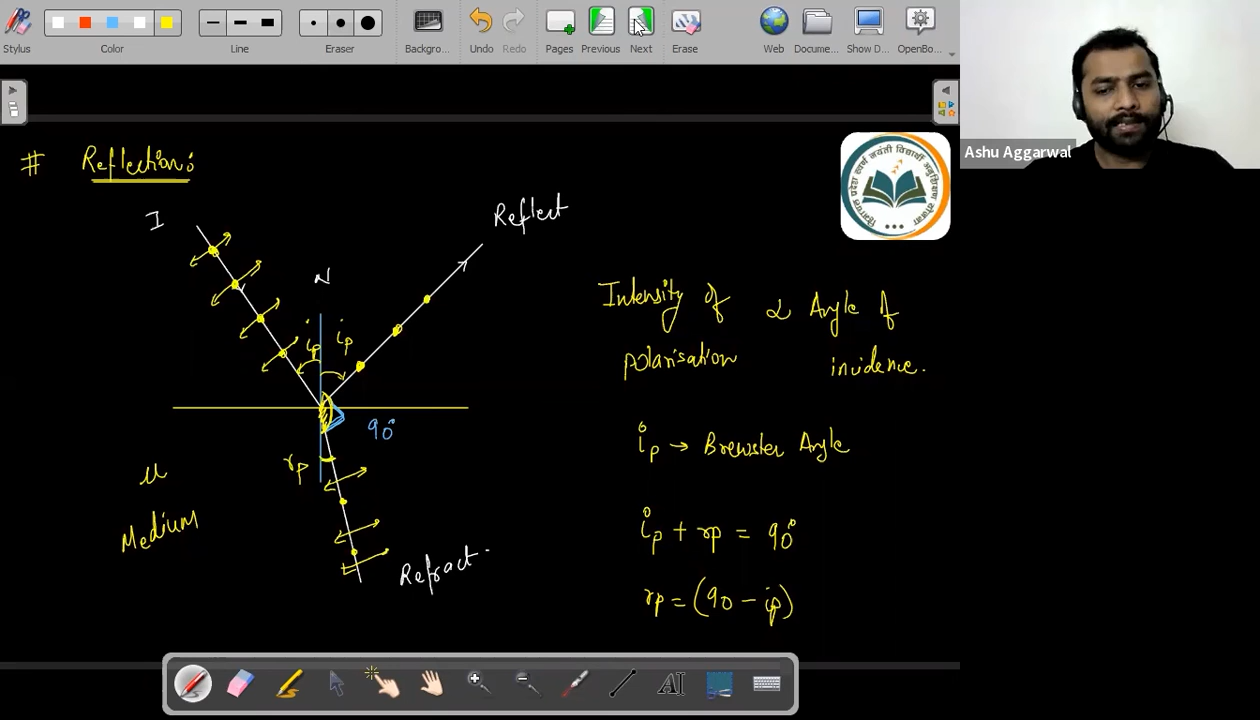 Stylus
Color
Line
Eraser
Backgro...
Undo
Redo
Pages
Previous
Next
Erase
Web
Docume...
Show D...
OpenBo...
Ashu Aggarwal
# Reflection:
I
Reflect
N
ip
ip
90°
rp
μ
Medium
Refract.
Intensity of α Angle of
polarisation incidence.
ip → Brewster Angle
ip + rp = 90°
rp = (90 - ip)
AI